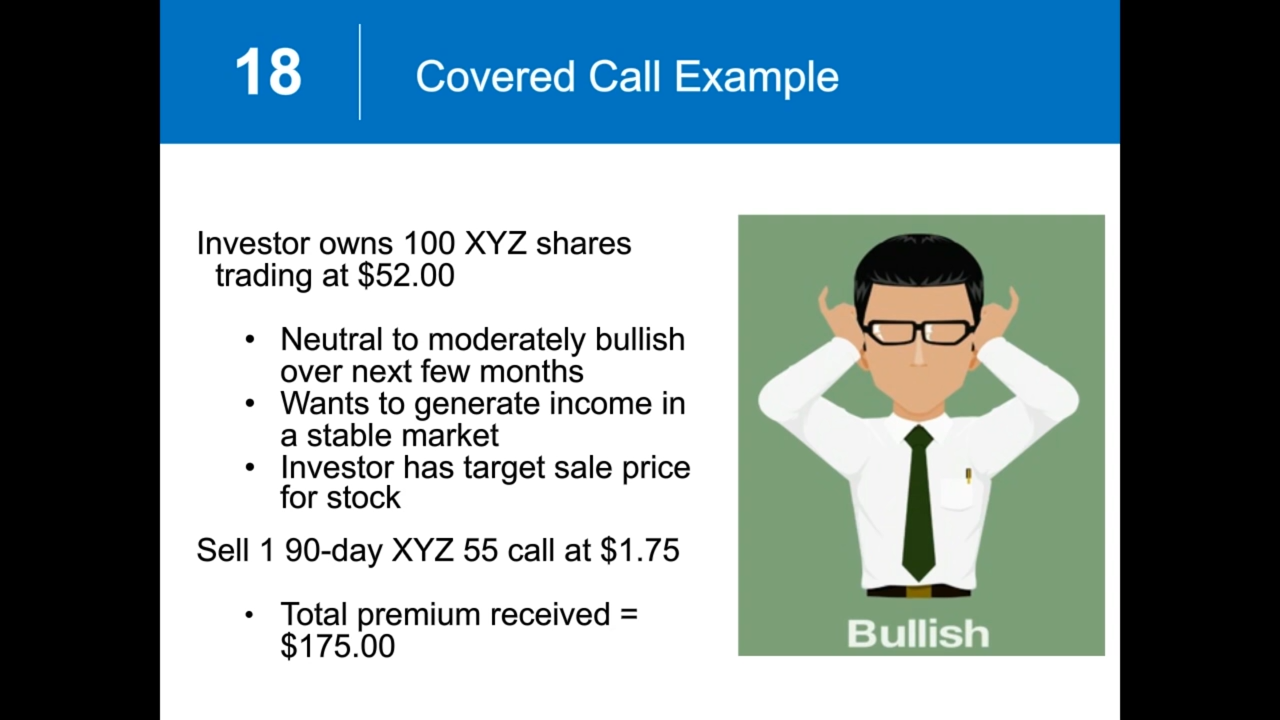 18
Covered Call Example
Investor owns 100 XYZ shares
trading at $52.00
• Neutral to moderately bullish
over next few months
• Wants to generate income in
a stable market
• Investor has target sale price
for stock
Sell 1 90-day XYZ 55 call at $1.75
• Total premium received =
$175.00
Bullish